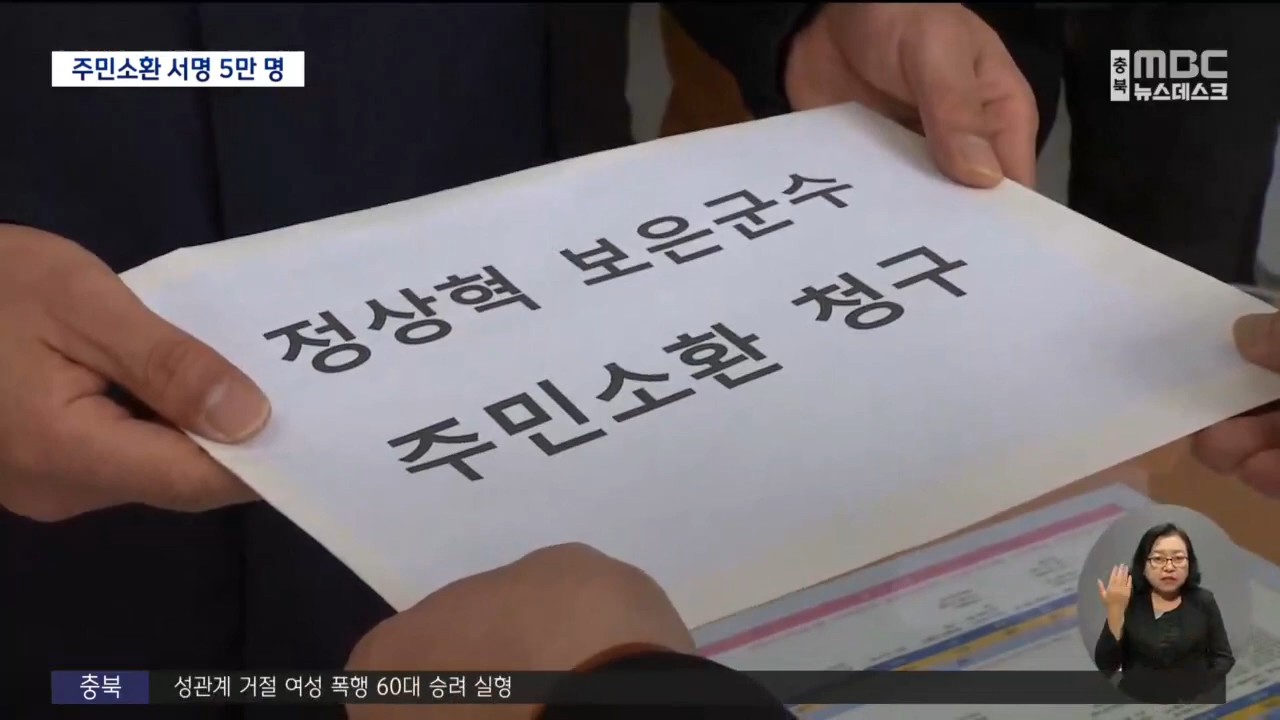 주민소환 서명 5만 명
충북 MBC
뉴스데스크
정상혁 보은군수
주민소환 청구
충북 성관계 거절 여성 폭행 60대 승려 실형